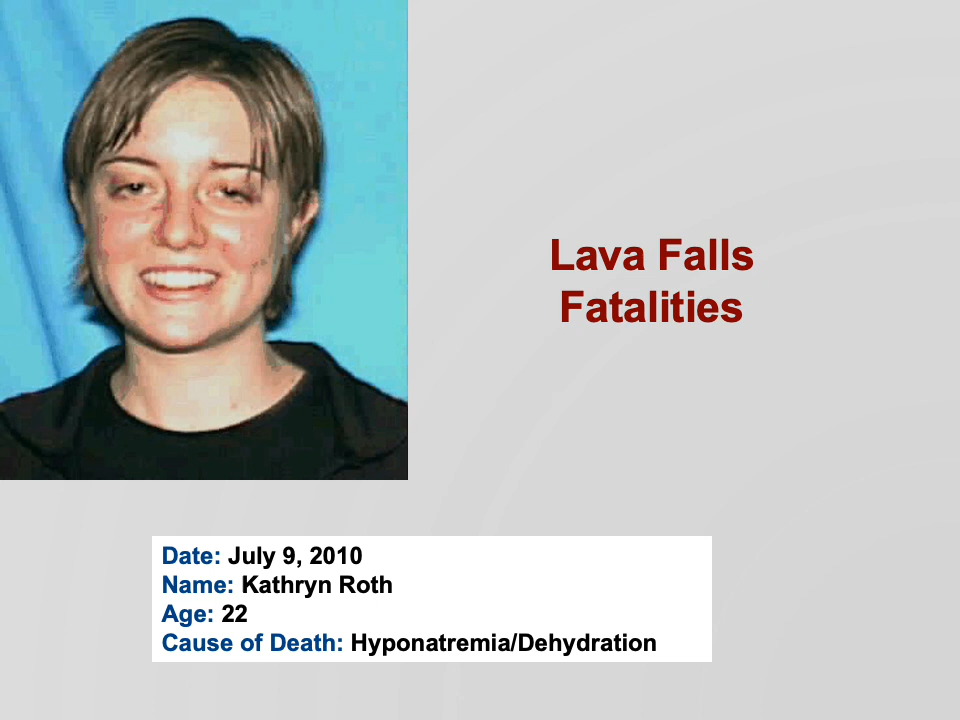 Lava Falls
Fatalities
Date: July 9, 2010
Name: Kathryn Roth
Age: 22
Cause of Death: Hyponatremia/Dehydration